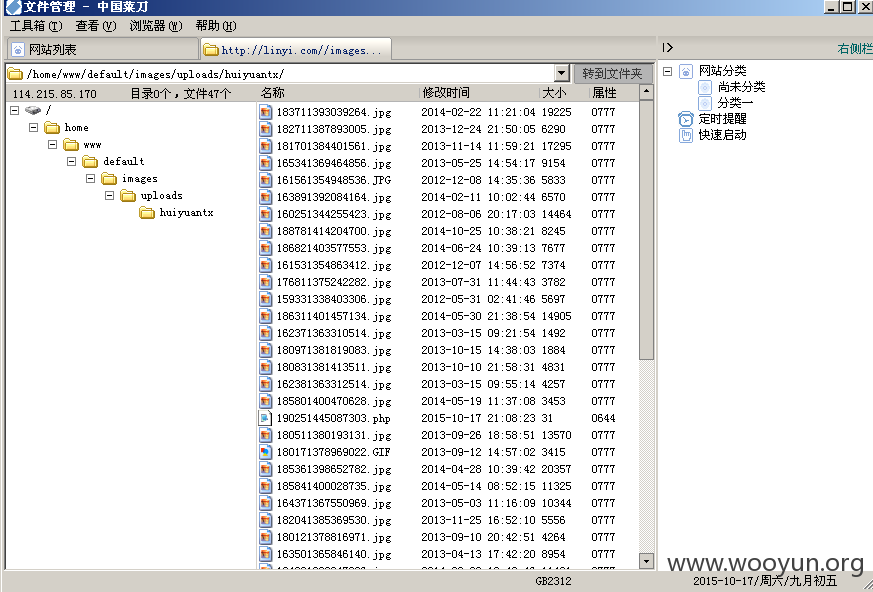 文件管理 - 中国菜刀
工具箱(T) 查看(V) 浏览器(W) 帮助(H)
网站列表 http://linyi.com//images... 右侧栏
/home/www/default/images/uploads/huiyuantx/ 转到文件夹
114.215.85.170 目录0个，文件47个
/
home
www
default
images
uploads
huiyuantx
名称 修改时间 大小 属性
183711393039264.jpg 2014-02-22 11:21:04 19225 0777
182711387893005.jpg 2013-12-24 21:50:05 6290 0777
181701384401561.jpg 2013-11-14 11:59:21 17295 0777
165341369464856.jpg 2013-05-25 14:54:17 9154 0777
161561354948536.JPG 2012-12-08 14:35:36 5833 0777
163891392084164.jpg 2014-02-11 10:02:44 6570 0777
160251344255423.jpg 2012-08-06 20:17:03 14464 0777
188781414204700.jpg 2014-10-25 10:38:21 8245 0777
186821403577553.jpg 2014-06-24 10:39:13 7677 0777
161531354863412.jpg 2012-12-07 14:56:52 7374 0777
176811375242282.jpg 2013-07-31 11:44:43 3782 0777
159331338403306.jpg 2012-05-31 02:41:46 5697 0777
186311401457134.jpg 2014-05-30 21:38:54 14905 0777
162371363310514.jpg 2013-03-15 09:21:54 1492 0777
180971381819083.jpg 2013-10-15 14:38:03 1884 0777
180831381413511.jpg 2013-10-10 21:58:31 4831 0777
162381363312514.jpg 2013-03-15 09:55:14 4257 0777
185801400470628.jpg 2014-05-19 11:37:08 3453 0777
190251445087303.php 2015-10-17 21:08:23 31 0644
180511380193131.jpg 2013-09-26 18:58:51 13570 0777
180171378969022.GIF 2013-09-12 14:57:02 3415 0777
185361398652782.jpg 2014-04-28 10:39:42 20357 0777
185841400028735.jpg 2014-05-14 08:52:15 11325 0777
164371367550969.jpg 2013-05-03 11:16:09 10344 0777
182041385369530.jpg 2013-11-25 16:52:10 5556 0777
180121378816971.jpg 2013-09-10 20:42:51 4264 0777
163501365846140.jpg 2013-04-13 17:42:20 8954 0777
网站分类
尚未分类
分类一
定时提醒
快速启动
www.wooyun.org
GB2312 2015-10-17/周六/九月初五